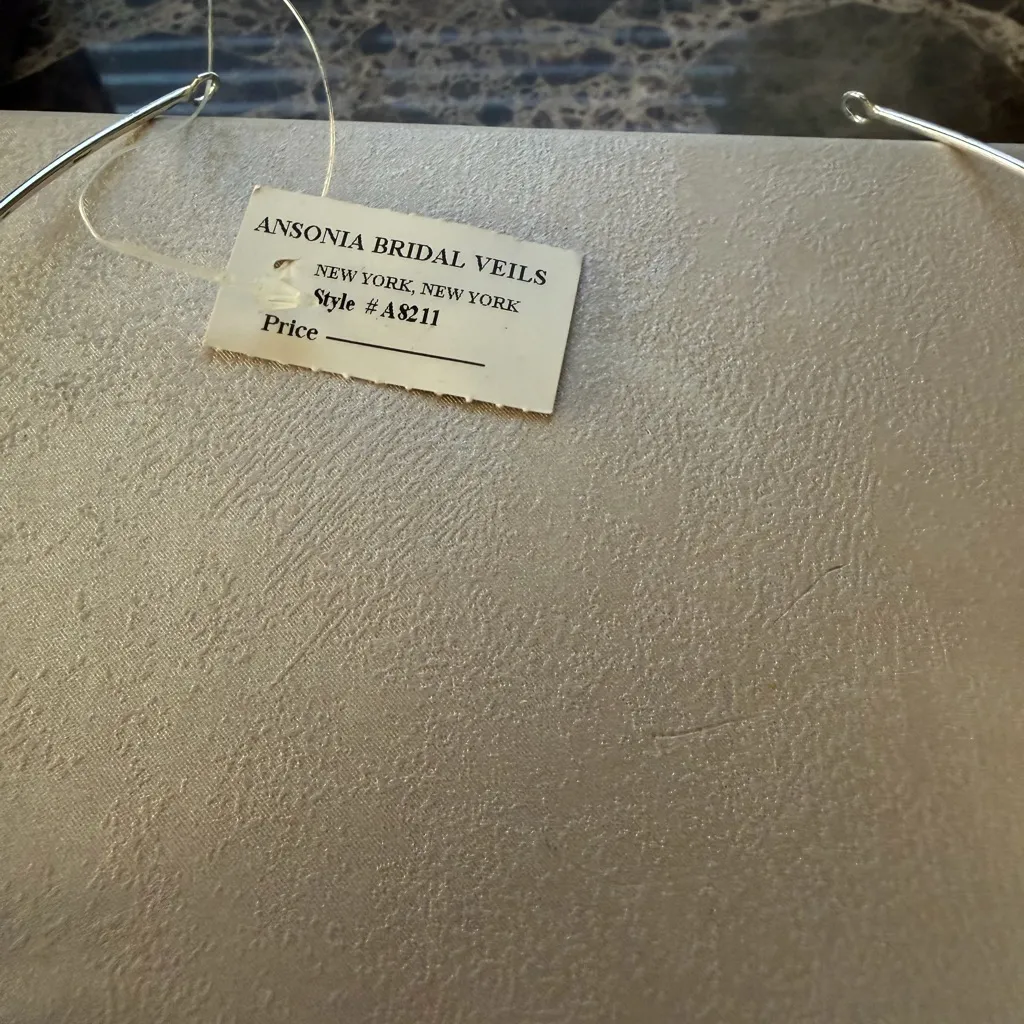 ANSONIA BRIDAL VEILS
NEW YORK, NEW YORK
Style # A8211
Price